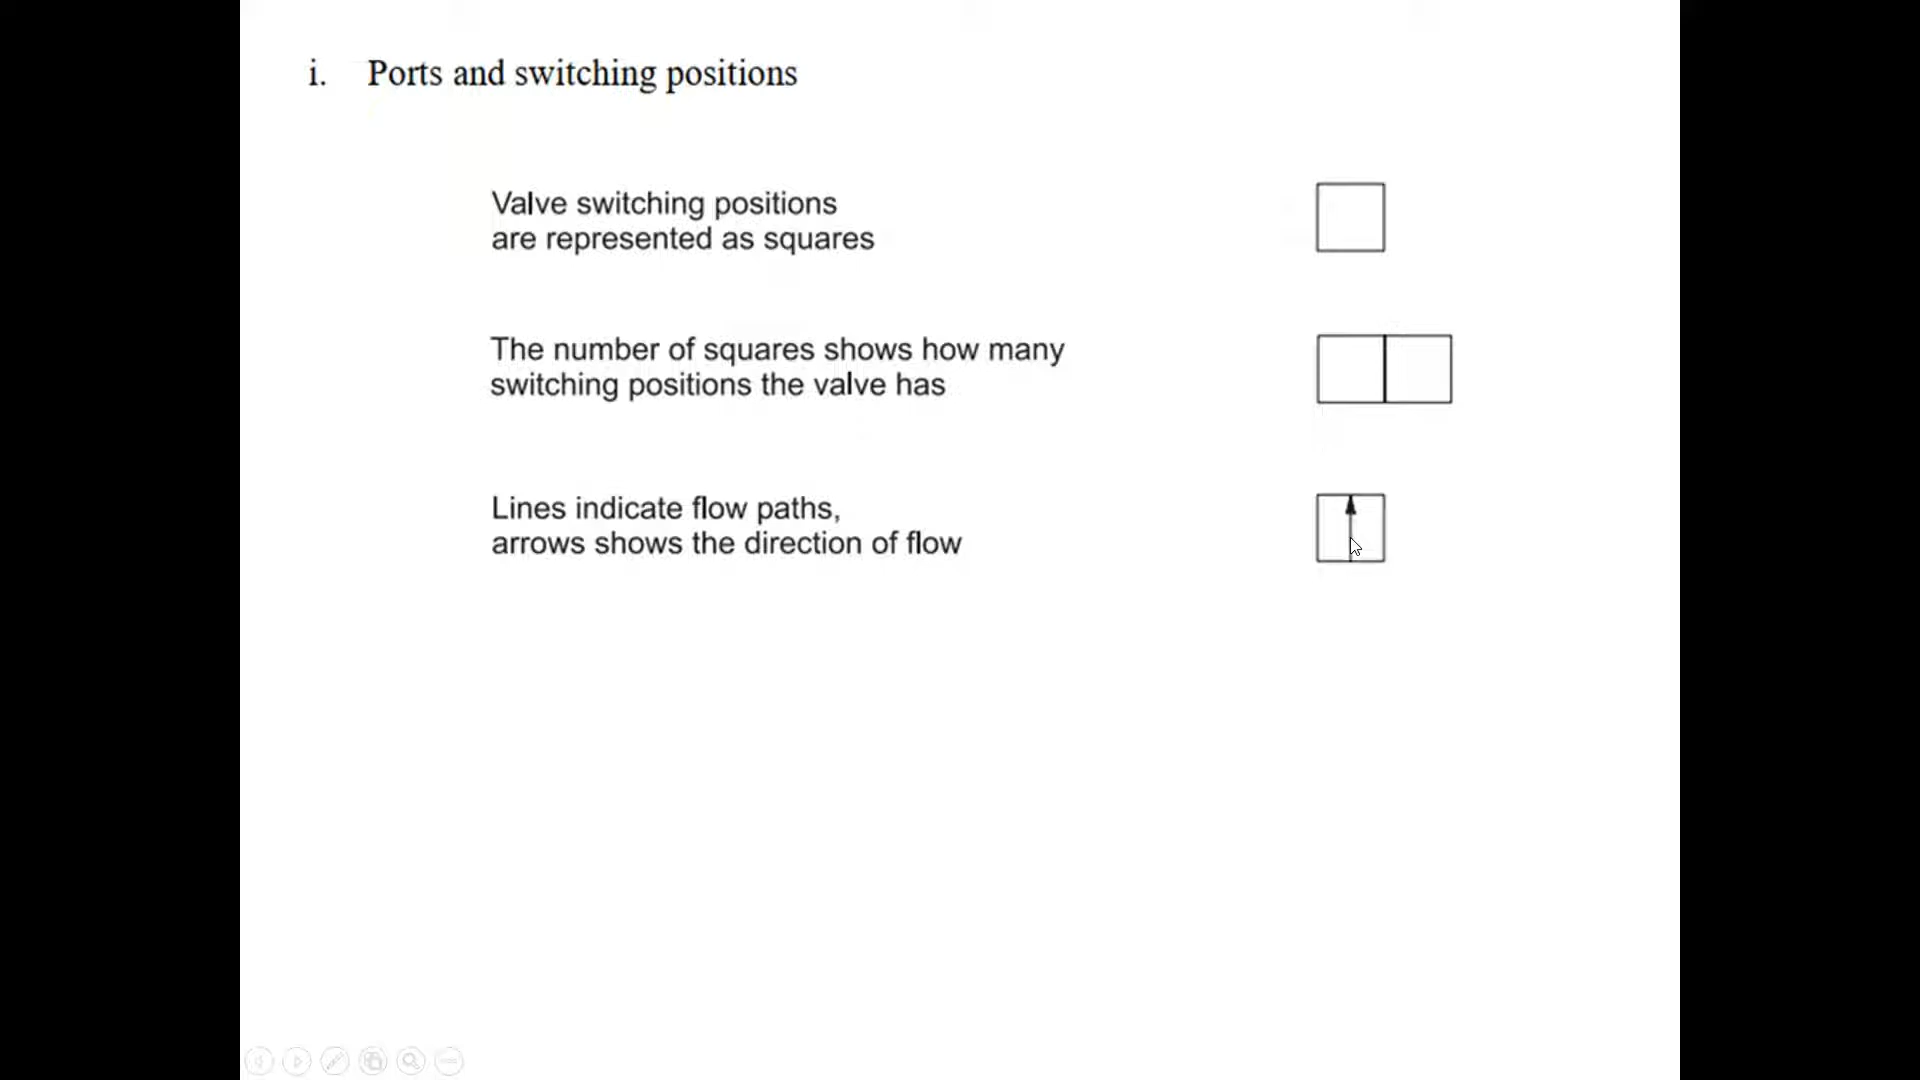 i. Ports and switching positions
Valve switching positions
are represented as squares
The number of squares shows how many
switching positions the valve has
Lines indicate flow paths,
arrows shows the direction of flow